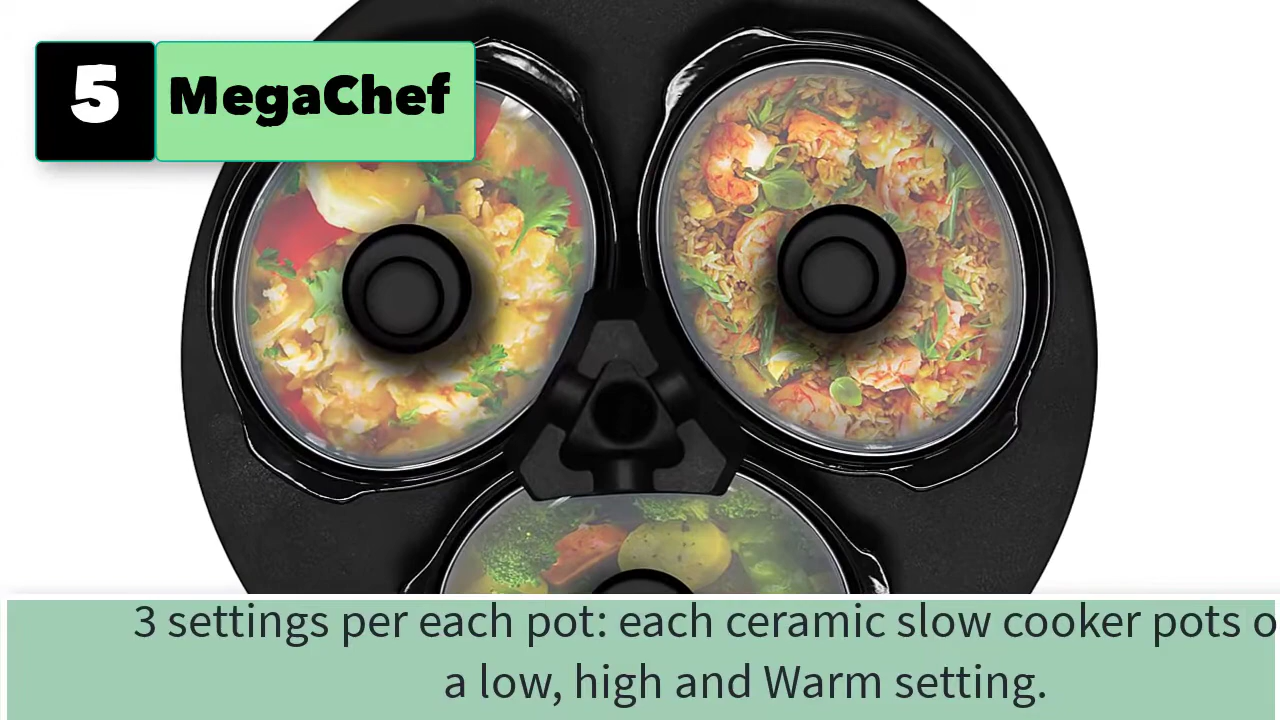 5
MegaChef
3 settings per each pot: each ceramic slow cooker pots
a low, high and Warm setting.